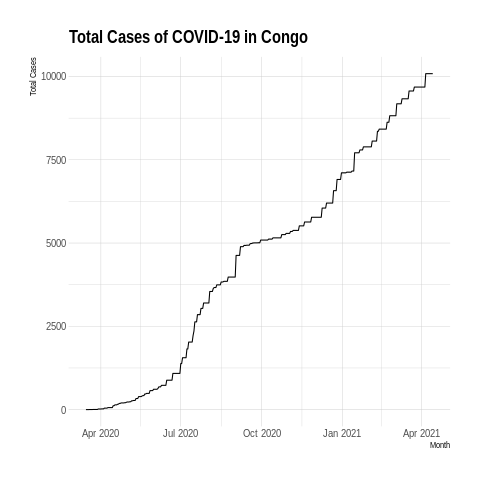 Total Cases of COVID-19 in Congo
Total Cases
10000
7500
5000
2500
0
Apr 2020 Jul 2020 Oct 2020 Jan 2021 Apr 2021
Month